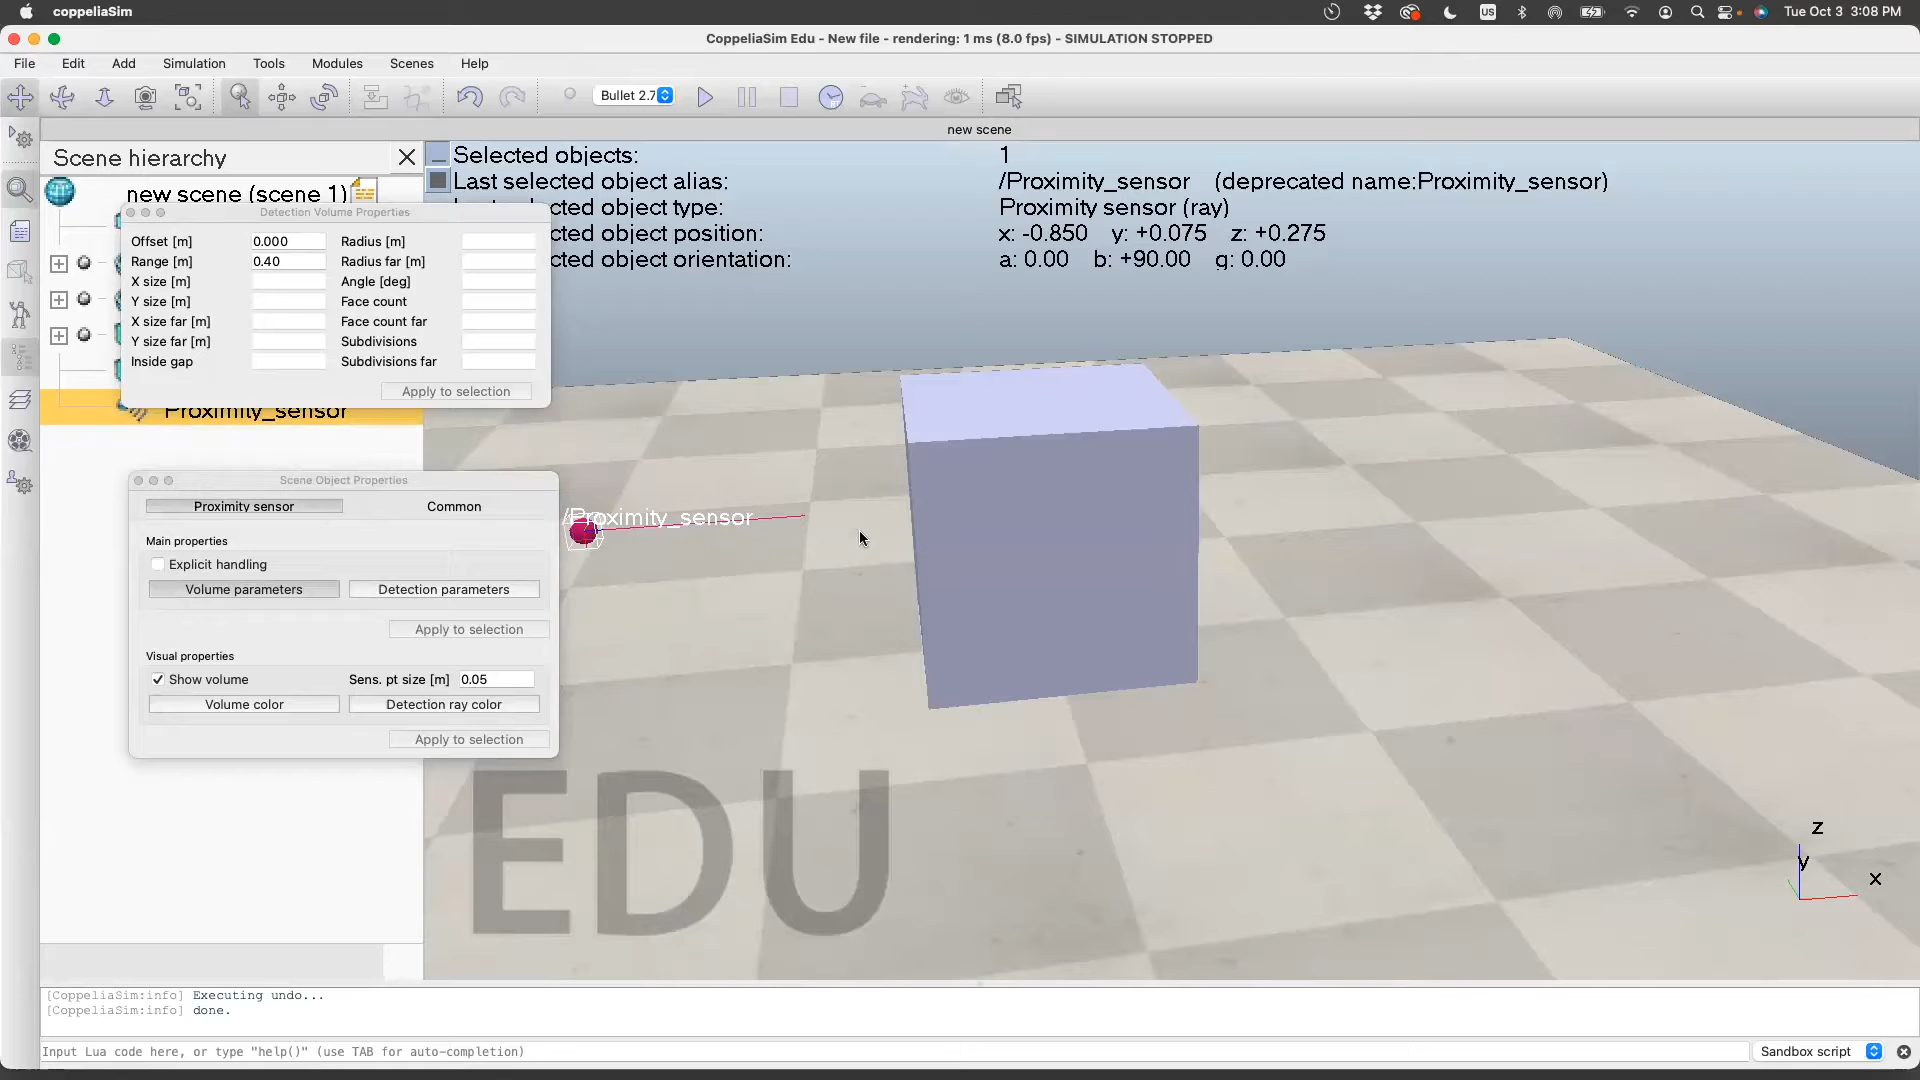 coppeliaSim
US
Tue Oct 3 3:08 PM
CoppeliaSim Edu - New file - rendering: 1 ms (8.0 fps) - SIMULATION STOPPED
File Edit Add Simulation Tools Modules Scenes Help
Bullet 2.7
RT
new scene
Scene hierarchy
new scene (scene 1)
Selected objects: 1
Last selected object alias: /Proximity_sensor (deprecated name:Proximity_sensor)
cted object type: Proximity sensor (ray)
cted object position: x: -0.850 y: +0.075 z: +0.275
cted object orientation: a: 0.00 b: +90.00 g: 0.00
Detection Volume Properties
Offset [m] 0.000 Radius [m]
Range [m] 0.40 Radius far [m]
X size [m] Angle [deg]
Y size [m] Face count
X size far [m] Face count far
Y size far [m] Subdivisions
Inside gap Subdivisions far
Apply to selection
Proximity_sensor
Scene Object Properties
Proximity sensor Common
Main properties
Explicit handling
Volume parameters Detection parameters
Apply to selection
Visual properties
Show volume Sens. pt size [m] 0.05
Volume color Detection ray color
Apply to selection
/Proximity_sensor
EDU
z
y
x
[CoppeliaSim:info] Executing undo...
[CoppeliaSim:info] done.
Input Lua code here, or type "help()" (use TAB for auto-completion)
Sandbox script